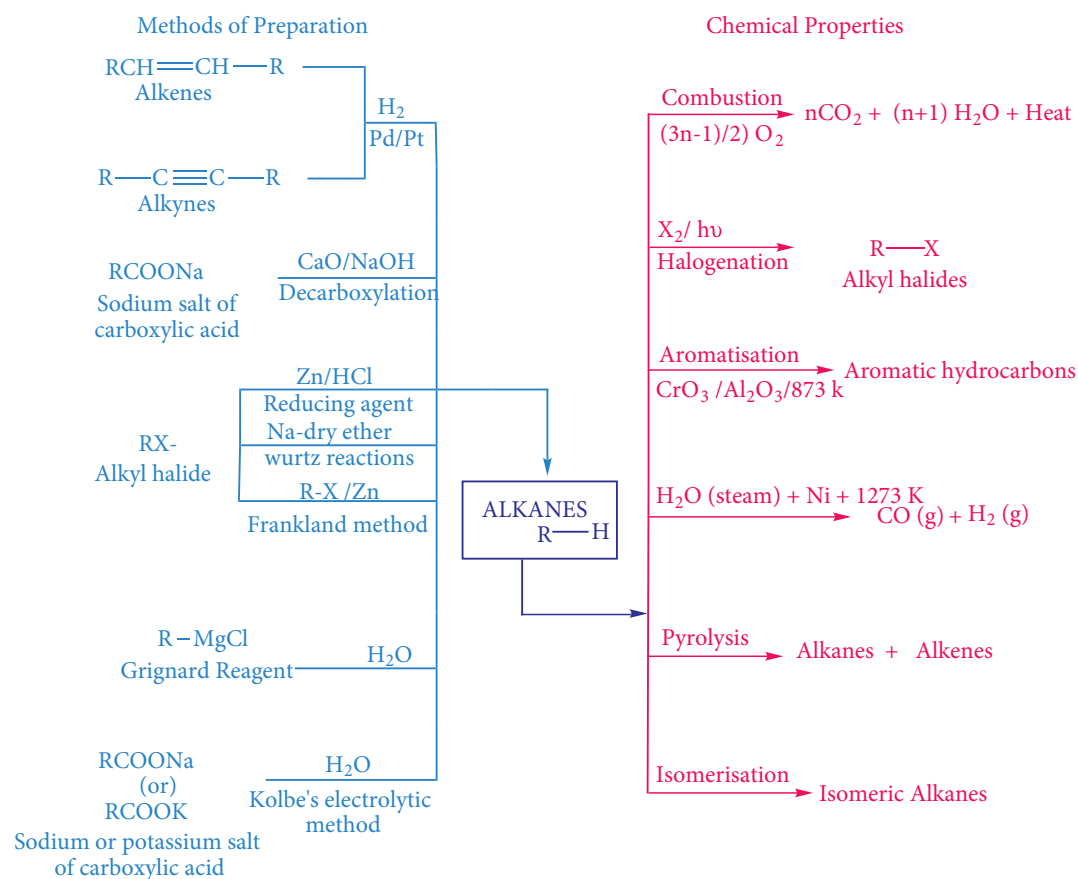 Methods of Preparation
RCH=CH—R
Alkenes
H₂
Pd/Pt
R—C≡C—R
Alkynes
RCOONa
Sodium salt of
carboxylic acid
CaO/NaOH
Decarboxylation
RX-
Alkyl halide
Zn/HCl
Reducing agent
Na-dry ether
wurtz reactions
R-X /Zn
Frankland method
R–MgCl
Grignard Reagent
H₂O
RCOONa
(or)
RCOOK
Sodium or potassium salt
of carboxylic acid
H₂O
Kolbe's electrolytic
method
ALKANES
R—H
Chemical Properties
Combustion
(3n-1)/2) O₂
nCO₂ + (n+1) H₂O + Heat
X₂/ hυ
Halogenation
R—X
Alkyl halides
Aromatisation
CrO₃ /Al₂O₃/873 k
Aromatic hydrocarbons
H₂O (steam) + Ni + 1273 K
CO (g) + H₂ (g)
Pyrolysis
Alkanes + Alkenes
Isomerisation
Isomeric Alkanes